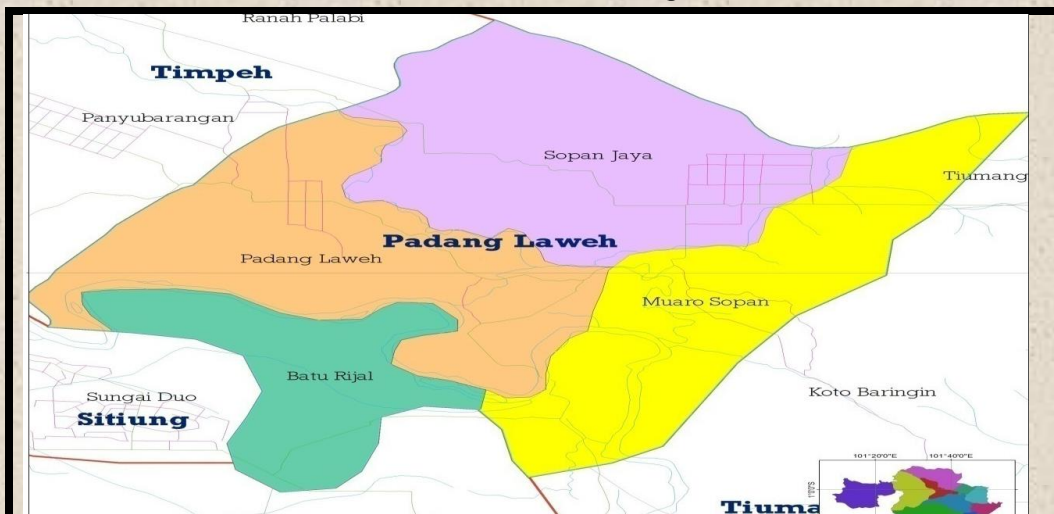 Ranah Palabi
Timpeh
Panyubarangan
Sopan Jaya
Tiumang
Padang Laweh
Padang Laweh
Muaro Sopan
Batu Rijal
Koto Baringin
Sungai Duo
Sitiung
101°20'0"E 101°40'0"E
Tiuma